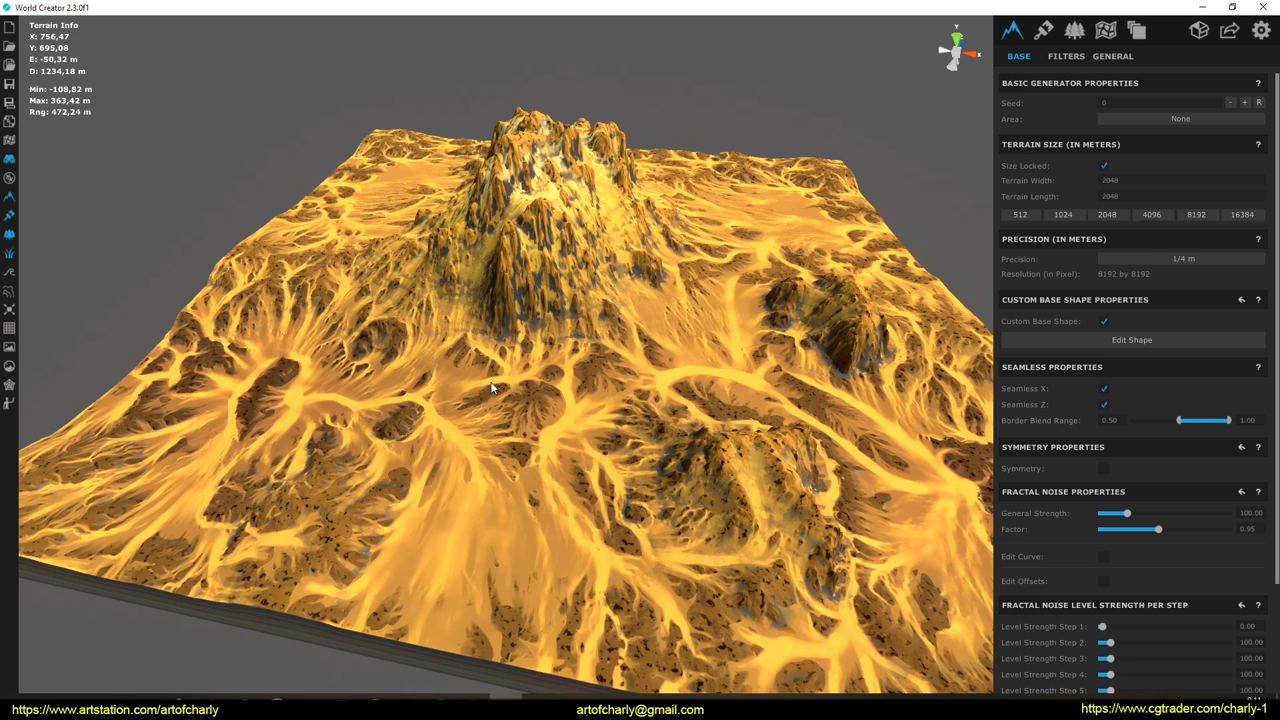 World Creator 2.3.0f1
Terrain Info
X: 756,47
Y: 695,08
E: -50,32 m
D: 1234,18 m
Min: -108,82 m
Max: 363,42 m
Rng: 472,24 m
Y
X
BASE FILTERS GENERAL
BASIC GENERATOR PROPERTIES ?
Seed: 0 - + R
Area: None
TERRAIN SIZE (IN METERS) ?
Size Locked:
Terrain Width: 2048
Terrain Length: 2048
512 1024 2048 4096 8192 16384
PRECISION (IN METERS) ?
Precision: 1/4 m
Resolution (in Pixel): 8192 by 8192
CUSTOM BASE SHAPE PROPERTIES ?
Custom Base Shape:
Edit Shape
SEAMLESS PROPERTIES ?
Seamless X:
Seamless Z:
Border Blend Range: 0.50 1.00
SYMMETRY PROPERTIES ?
Symmetry:
FRACTAL NOISE PROPERTIES ?
General Strength: 100.00
Factor: 0.95
Edit Curve:
Edit Offsets:
FRACTAL NOISE LEVEL STRENGTH PER STEP ?
Level Strength Step 1: 0.00
Level Strength Step 2: 100.00
Level Strength Step 3: 100.00
Level Strength Step 4: 100.00
Level Strength Step 5: 100.00
https://www.artstation.com/artofcharly artofcharly@gmail.com https://www.cgtrader.com/charly-1